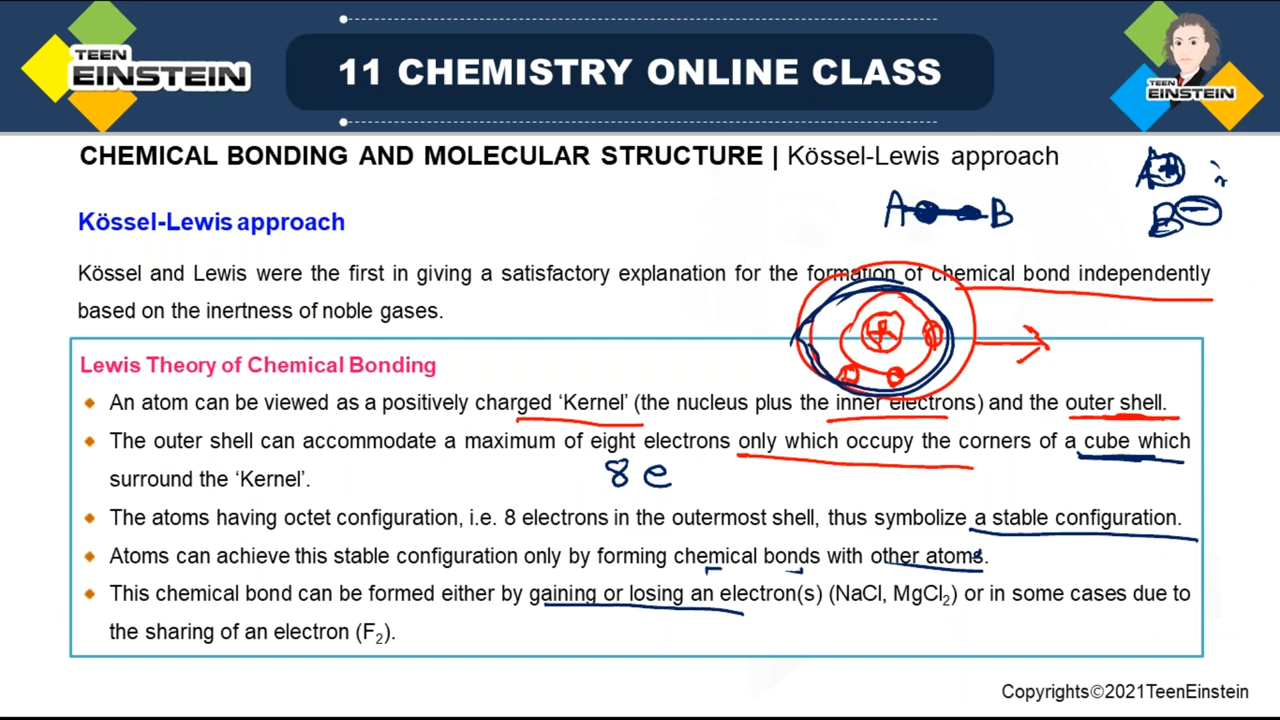 TEEN
EINSTEIN
11 CHEMISTRY ONLINE CLASS
TEEN
EINSTEIN
CHEMICAL BONDING AND MOLECULAR STRUCTURE | Kössel-Lewis approach
A
B
A +
B −
Kössel-Lewis approach
Kössel and Lewis were the first in giving a satisfactory explanation for the formation of chemical bond independently
based on the inertness of noble gases.
+
Lewis Theory of Chemical Bonding
An atom can be viewed as a positively charged ‘Kernel’ (the nucleus plus the inner electrons) and the outer shell.
The outer shell can accommodate a maximum of eight electrons only which occupy the corners of a cube which
surround the ‘Kernel’.
8 e
The atoms having octet configuration, i.e. 8 electrons in the outermost shell, thus symbolize a stable configuration.
Atoms can achieve this stable configuration only by forming chemical bonds with other atoms.
This chemical bond can be formed either by gaining or losing an electron(s) (NaCl, MgCl₂) or in some cases due to
the sharing of an electron (F₂).
Copyrights©2021TeenEinstein